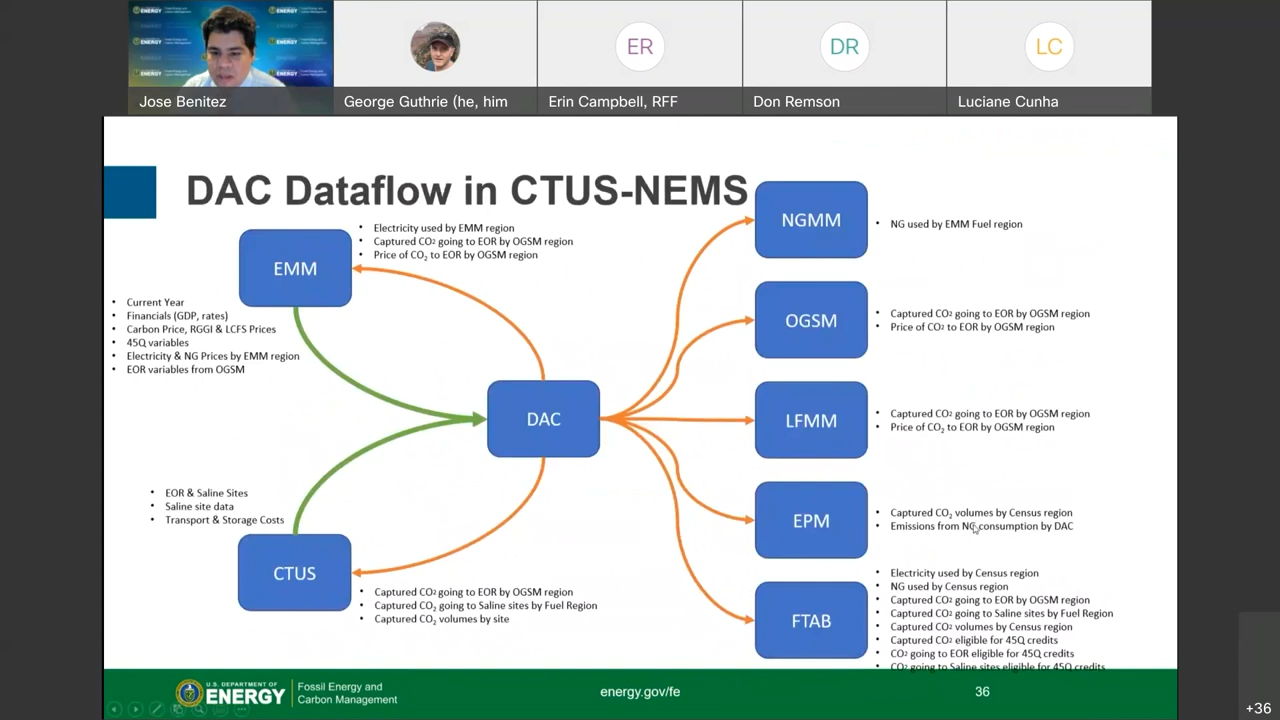 ER
DR
LC
Jose Benitez
George Guthrie (he, him
Erin Campbell, RFF
Don Remson
Luciane Cunha
DAC Dataflow in CTUS-NEMS
EMM
• Electricity used by EMM region
• Captured CO² going to EOR by OGSM region
• Price of CO₂ to EOR by OGSM region
• Current Year
• Financials (GDP, rates)
• Carbon Price, RGGI & LCFS Prices
• 45Q variables
• Electricity & NG Prices by EMM region
• EOR variables from OGSM
DAC
• EOR & Saline Sites
• Saline site data
• Transport & Storage Costs
CTUS
• Captured CO² going to EOR by OGSM region
• Captured CO₂ going to Saline sites by Fuel Region
• Captured CO₂ volumes by site
NGMM
• NG used by EMM Fuel region
OGSM
• Captured CO² going to EOR by OGSM region
• Price of CO² to EOR by OGSM region
LFMM
• Captured CO² going to EOR by OGSM region
• Price of CO₂ to EOR by OGSM region
EPM
• Captured CO₂ volumes by Census region
• Emissions from NG consumption by DAC
FTAB
• Electricity used by Census region
• NG used by Census region
• Captured CO² going to EOR by OGSM region
• Captured CO² going to Saline sites by Fuel Region
• Captured CO² volumes by Census region
• Captured CO² eligible for 45Q credits
• CO² going to EOR eligible for 45Q credits
• CO² going to Saline sites eligible for 45Q credits
U.S. DEPARTMENT OF
ENERGY
Fossil Energy and
Carbon Management
energy.gov/fe
36
+36